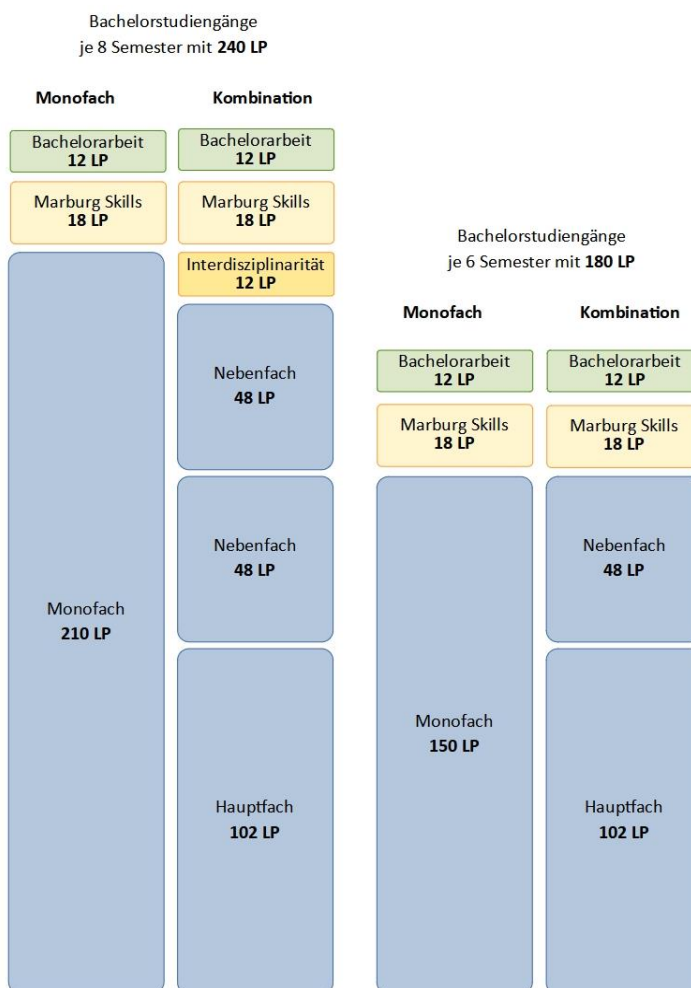 Bachelorstudiengänge
je 8 Semester mit 240 LP
Monofach
Bachelorarbeit
12 LP
Marburg Skills
18 LP
Monofach
210 LP
Kombination
Bachelorarbeit
12 LP
Marburg Skills
18 LP
Interdisziplinarität
12 LP
Nebenfach
48 LP
Nebenfach
48 LP
Hauptfach
102 LP
Bachelorstudiengänge
je 6 Semester mit 180 LP
Monofach
Bachelorarbeit
12 LP
Marburg Skills
18 LP
Monofach
150 LP
Kombination
Bachelorarbeit
12 LP
Marburg Skills
18 LP
Nebenfach
48 LP
Hauptfach
102 LP